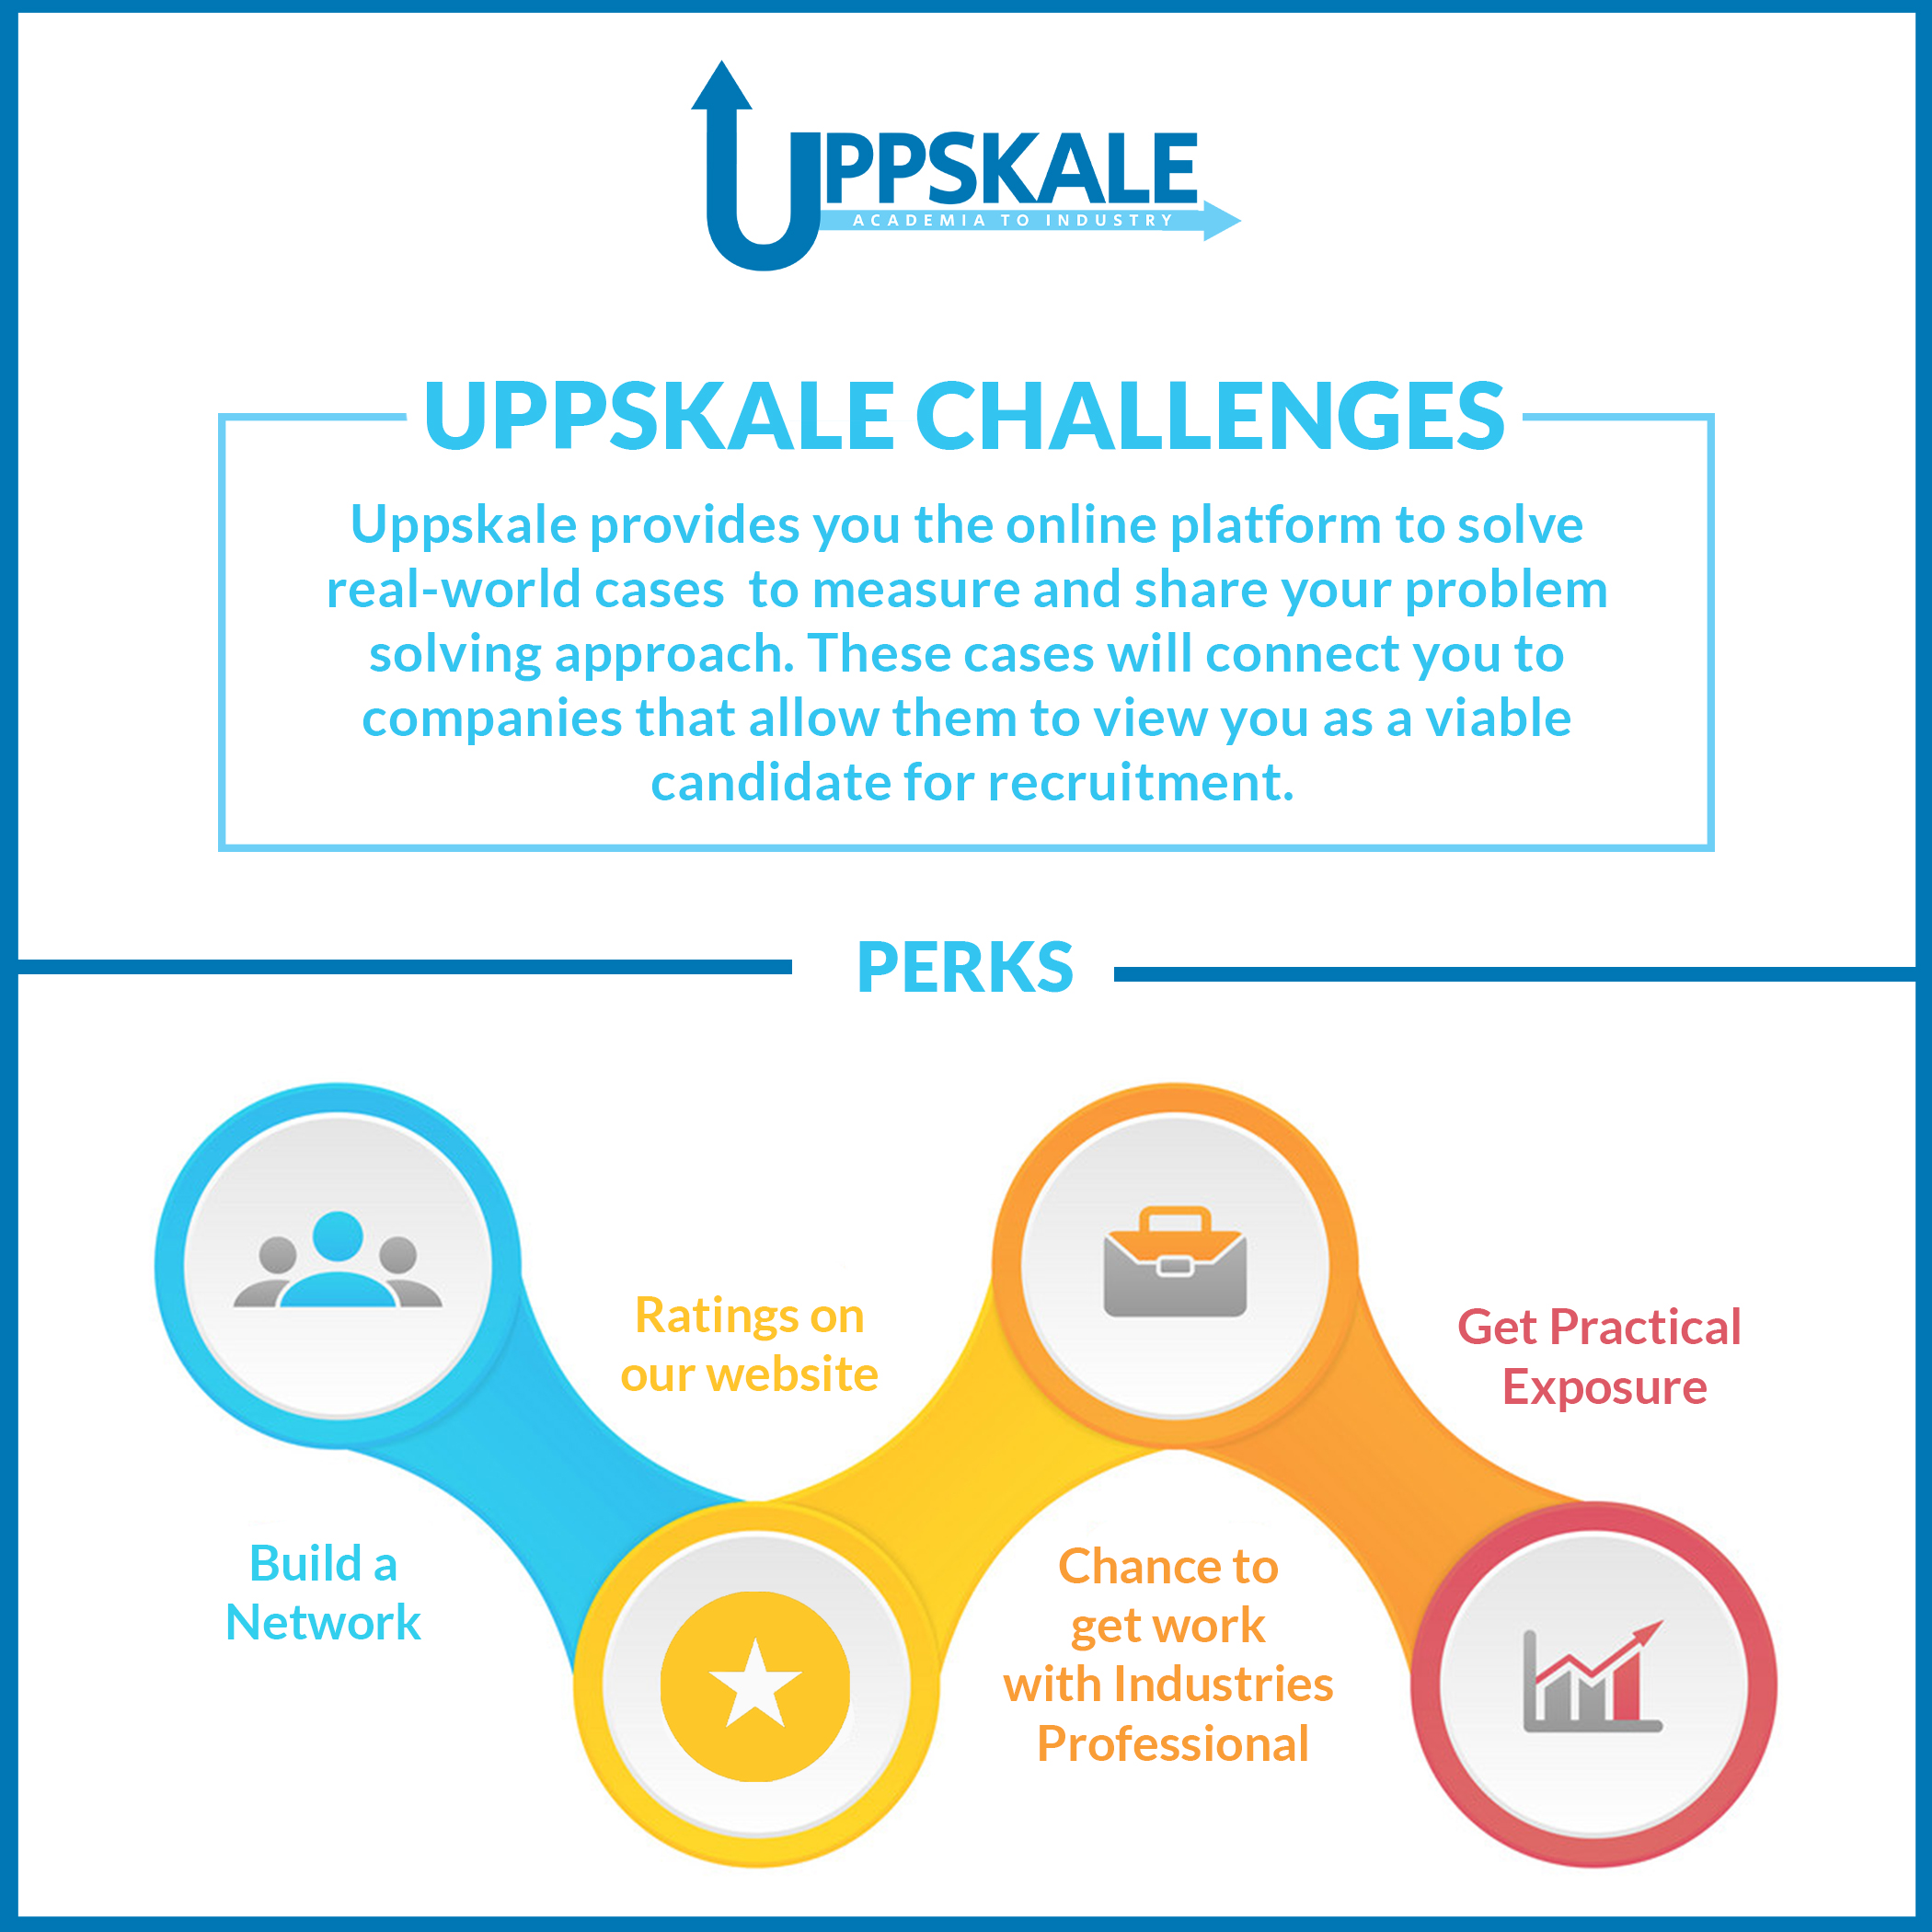 UPPSKALE
ACADEMIA TO INDUSTRY
UPPSKALE CHALLENGES
Uppskale provides you the online platform to solve
real-world cases  to measure and share your problem
solving approach. These cases will connect you to
companies that allow them to view you as a viable
candidate for recruitment.
PERKS
Build a
Network
Ratings on
our website
Chance to
get work
with Industries
Professional
Get Practical
Exposure